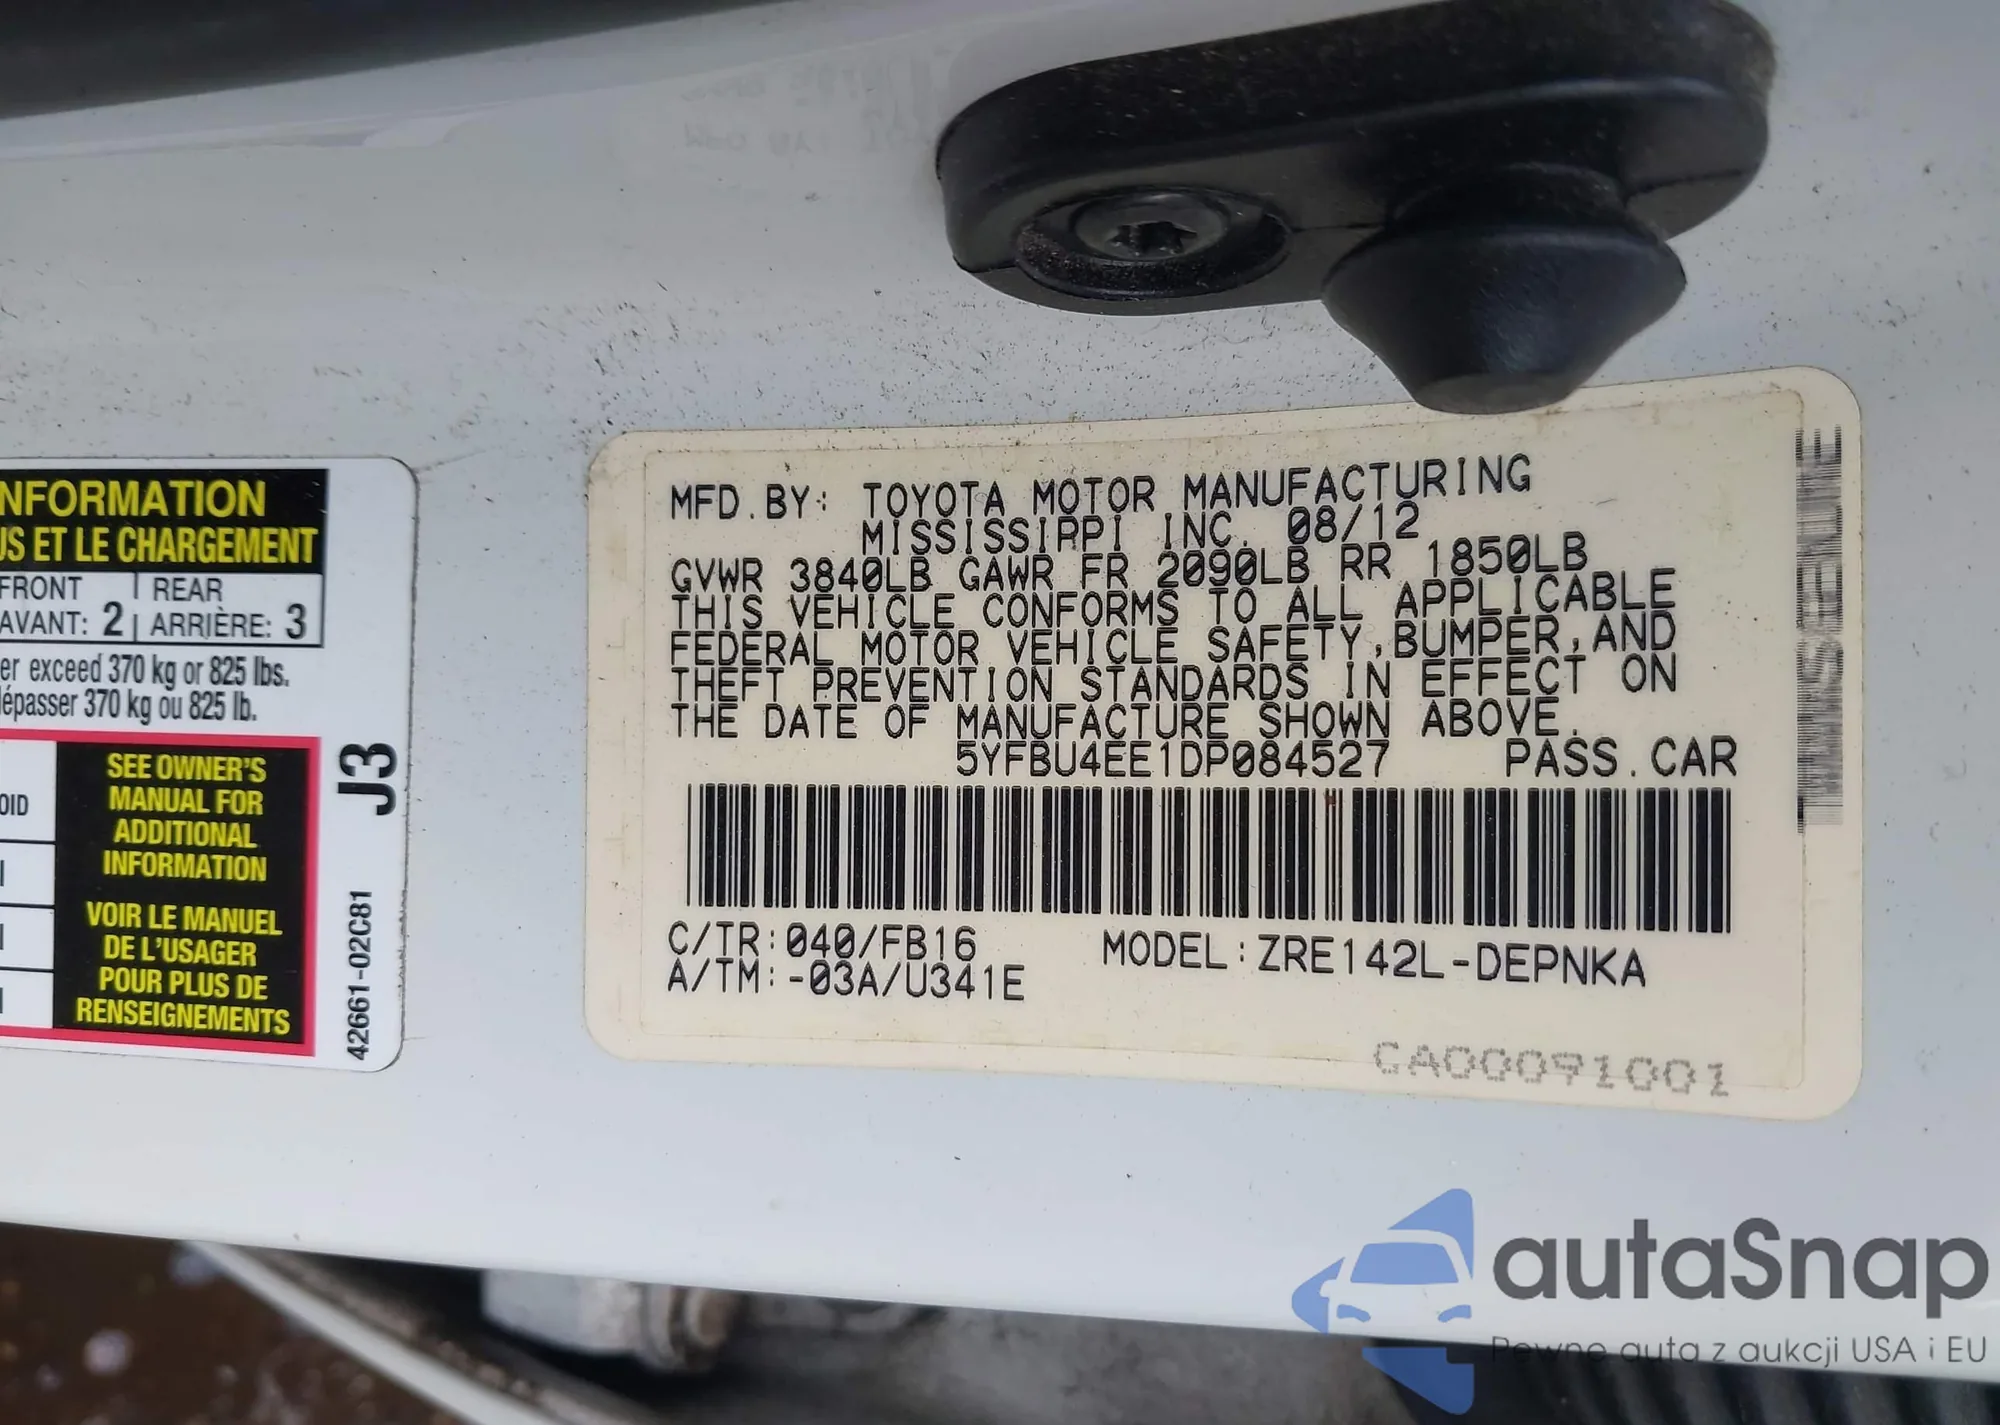 NFORMATION
US ET LE CHARGEMENT
FRONT REAR
AVANT: 2 ARRIÈRE: 3
er exceed 370 kg or 825 lbs.
dépasser 370 kg ou 825 lb.
OID
SEE OWNER'S
MANUAL FOR
ADDITIONAL
INFORMATION
VOIR LE MANUEL
DE L'USAGER
POUR PLUS DE
RENSEIGNEMENTS
J3
42661-02C81
MFD.BY: TOYOTA MOTOR MANUFACTURING
MISSISSIPPI INC. 08/12
GVWR 3840LB GAWR FR 2090LB RR 1850LB
THIS VEHICLE CONFORMS TO ALL APPLICABLE
FEDERAL MOTOR VEHICLE SAFETY,BUMPER,AND
THEFT PREVENTION STANDARDS IN EFFECT ON
THE DATE OF MANUFACTURE SHOWN ABOVE.
5YFBU4EE1DP084527 PASS.CAR
C/TR:040/FB16 MODEL:ZRE142L-DEPNKA
A/TM:-03A/U341E
CA00091001
autaSnap
Pewne auta z aukcji USA i EU